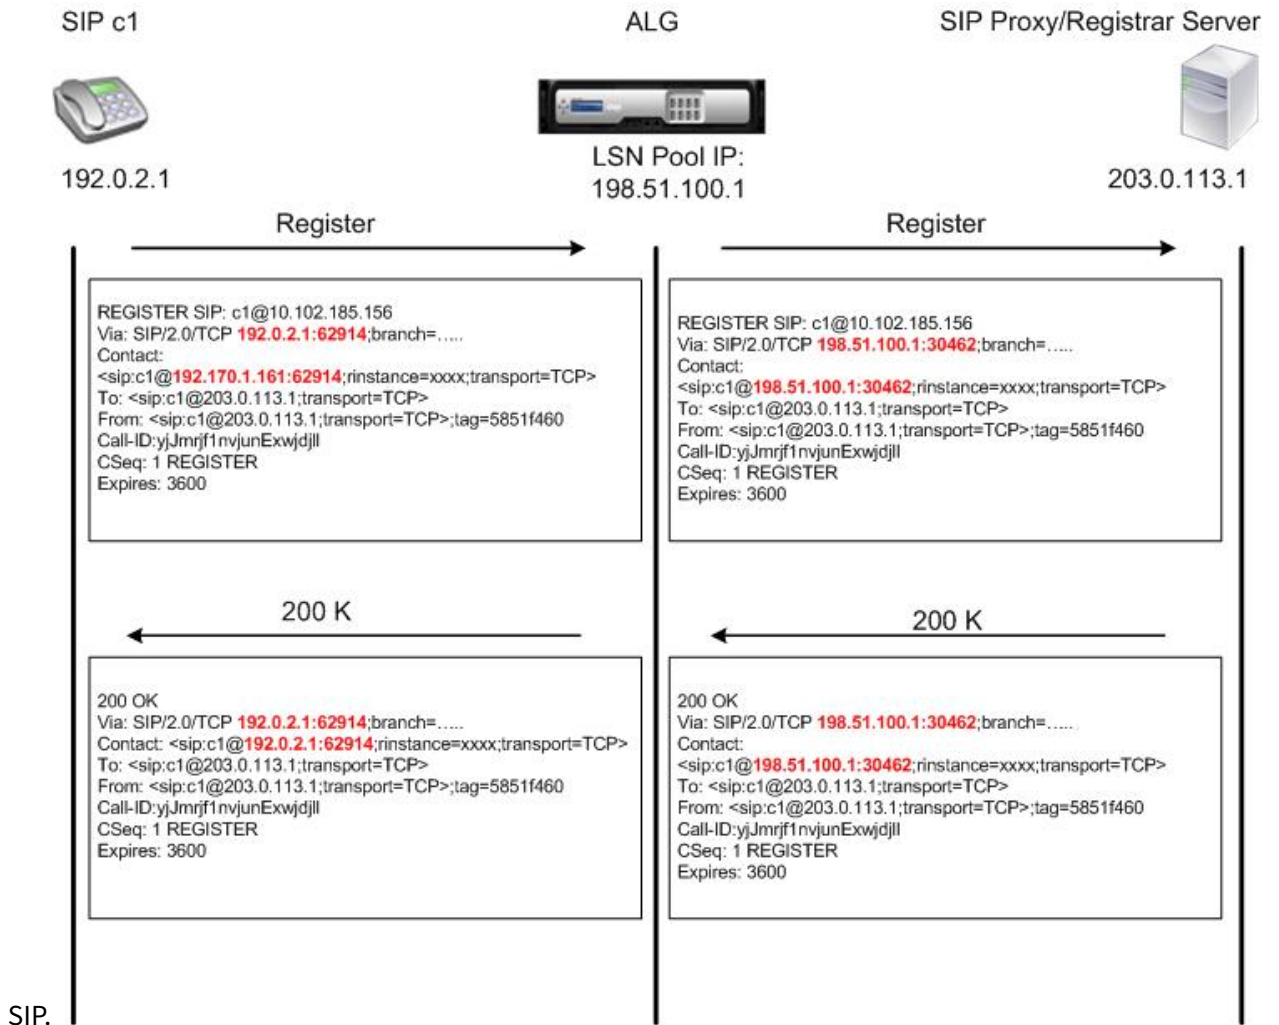 SIP c1
ALG
SIP Proxy/Registrar Server
192.0.2.1
LSN Pool IP:
198.51.100.1
203.0.113.1
Register
Register
REGISTER SIP: c1@10.102.185.156
Via: SIP/2.0/TCP 192.0.2.1:62914;branch=…..
Contact:
<sip:c1@192.170.1.161:62914;rinstance=xxxx;transport=TCP>
To: <sip:c1@203.0.113.1;transport=TCP>
From: <sip:c1@203.0.113.1;transport=TCP>;tag=5851f460
Call-ID:yjJmrjf1nvjunExwjdjlI
CSeq: 1 REGISTER
Expires: 3600
REGISTER SIP: c1@10.102.185.156
Via: SIP/2.0/TCP 198.51.100.1:30462;branch=…..
Contact:
<sip:c1@198.51.100.1:30462;rinstance=xxxx;transport=TCP>
To: <sip:c1@203.0.113.1;transport=TCP>
From: <sip:c1@203.0.113.1;transport=TCP>;tag=5851f460
Call-ID:yjJmrjf1nvjunExwjdjlI
CSeq: 1 REGISTER
Expires: 3600
200 K
200 K
200 OK
Via: SIP/2.0/TCP 192.0.2.1:62914;branch=…..
Contact: <sip:c1@192.0.2.1:62914;rinstance=xxxx;transport=TCP>
To: <sip:c1@203.0.113.1;transport=TCP>
From: <sip:c1@203.0.113.1;transport=TCP>;tag=5851f460
Call-ID:yjJmrjf1nvjunExwjdjlI
CSeq: 1 REGISTER
Expires: 3600
200 OK
Via: SIP/2.0/TCP 198.51.100.1:30462;branch=…..
Contact:
<sip:c1@198.51.100.1:30462;rinstance=xxxx;transport=TCP>
To: <sip:c1@203.0.113.1;transport=TCP>
From: <sip:c1@203.0.113.1;transport=TCP>;tag=5851f460
Call-ID:yjJmrjf1nvjunExwjdjlI
CSeq: 1 REGISTER
Expires: 3600
SIP.